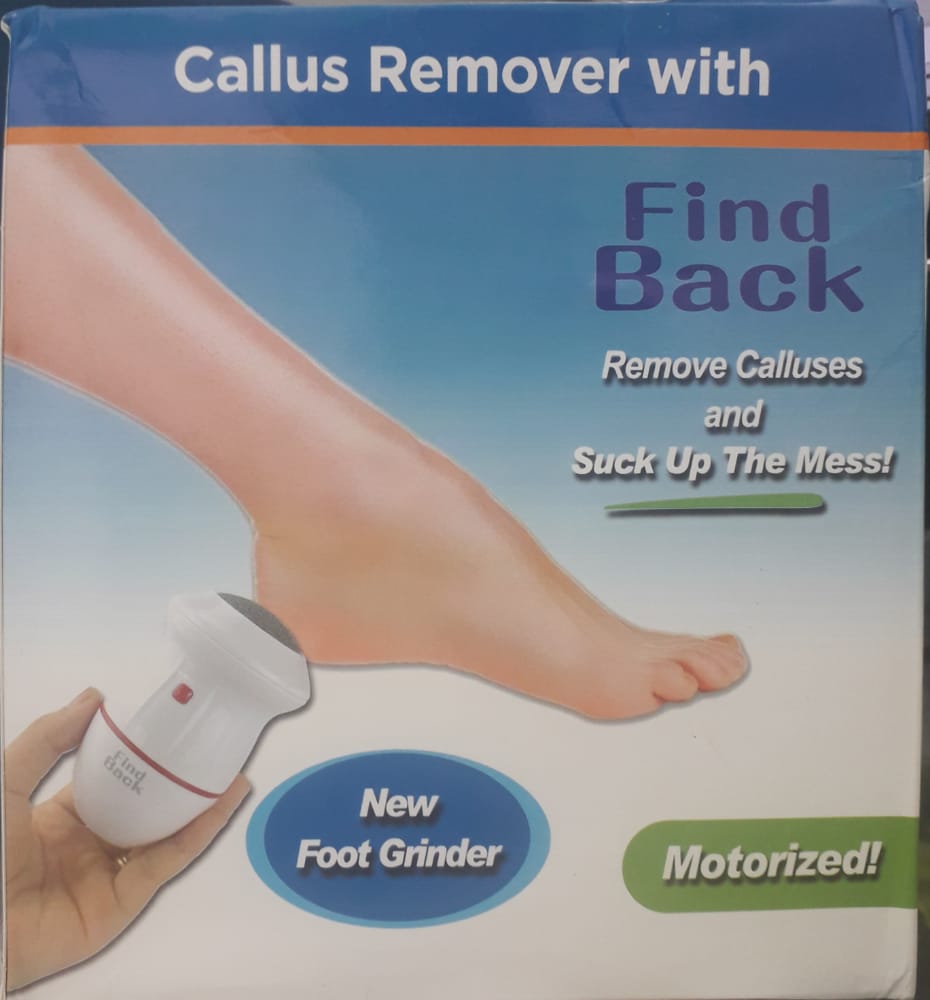 Callus Remover with
Find
Back
Remove Calluses
and
Suck Up The Mess!
Find
Back
New
Foot Grinder
Motorized!